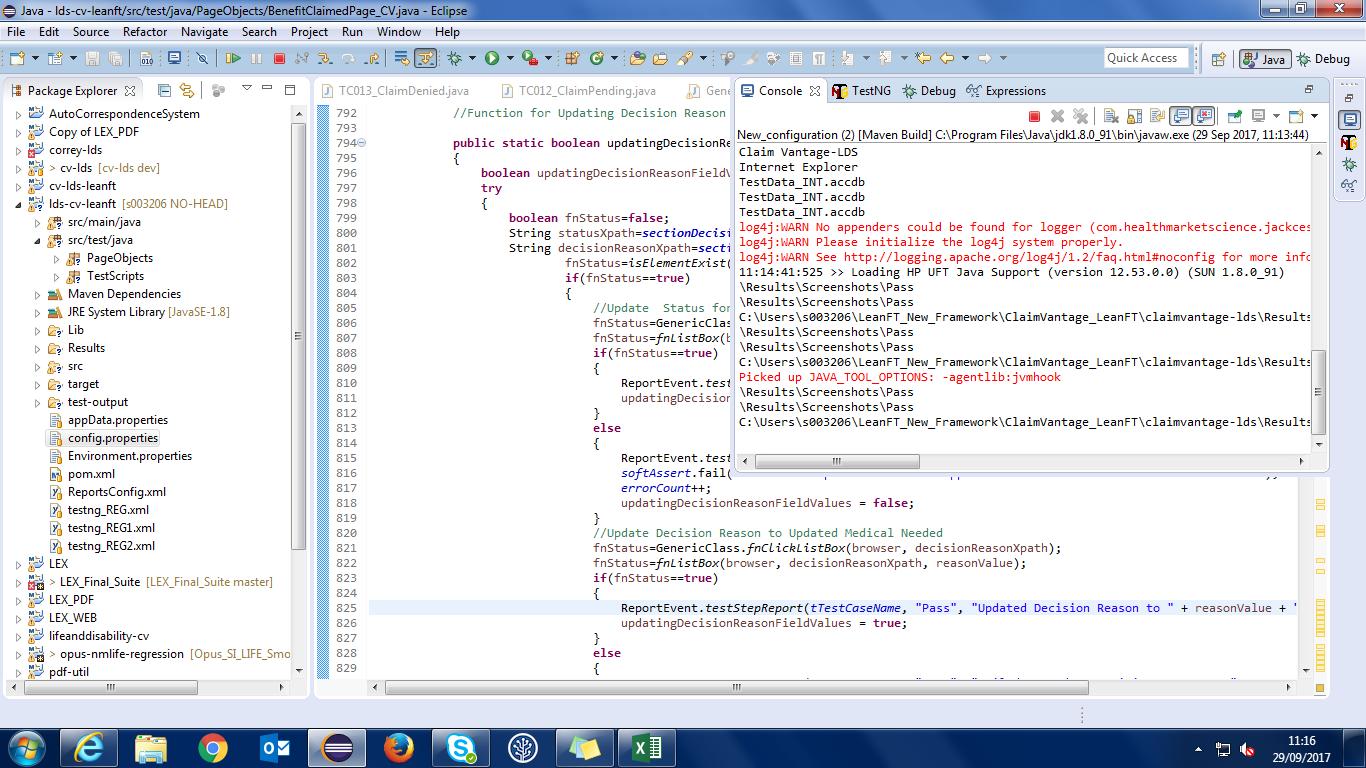 Java - lds-cv-leanft/src/test/java/PageObjects/BenefitClaimedPage_CV.java - Eclipse
File Edit Source Refactor Navigate Search Project Run Window Help
Quick Access
Java
Debug
Package Explorer
AutoCorrespondenceSystem
Copy of LEX_PDF
correy-lds
> cv-lds [cv-lds dev]
cv-lds-leanft
lds-cv-leanft [s003206 NO-HEAD]
src/main/java
src/test/java
PageObjects
TestScripts
Maven Dependencies
JRE System Library [JavaSE-1.8]
Lib
Results
src
target
test-output
appData.properties
config.properties
Environment.properties
pom.xml
ReportsConfig.xml
testng_REG.xml
testng_REG1.xml
testng_REG2.xml
LEX
> LEX_Final_Suite [LEX_Final_Suite master]
LEX_PDF
LEX_WEB
lifeanddisability-cv
> opus-nmlife-regression [Opus_SI_LIFE_Smo
pdf-util
TC013_ClaimDenied.java
TC012_ClaimPending.java
Gene
792 //Function for Updating Decision Reason
793
794 public static boolean updatingDecisionRe
795 {
796 boolean updatingDecisionReasonFieldV
797 try
798 {
799 boolean fnStatus=false;
800 String statusXpath=sectionDecis
801 String decisionReasonXpath=sect
802 fnStatus=isElementExist(
803 if(fnStatus==true)
804 {
805 //Update  Status for
806 fnStatus=GenericClas
807 fnStatus=fnListBox(b
808 if(fnStatus==true)
809 {
810 ReportEvent.test
811 updatingDecision
812 }
813 else
814 {
815 ReportEvent.test
816 softAssert.fail(
817 errorCount++;
818 updatingDecisionReasonFieldValues = false;
819 }
820 //Update Decision Reason to Updated Medical Needed
821 fnStatus=GenericClass.fnClickListBox(browser, decisionReasonXpath);
822 fnStatus=fnListBox(browser, decisionReasonXpath, reasonValue);
823 if(fnStatus==true)
824 {
825 ReportEvent.testStepReport(tTestCaseName, "Pass", "Updated Decision Reason to " + reasonValue + "
826 updatingDecisionReasonFieldValues = true;
827 }
828 else
829 {
Console
TestNG
Debug
Expressions
New_configuration (2) [Maven Build] C:\Program Files\Java\jdk1.8.0_91\bin\javaw.exe (29 Sep 2017, 11:13:44)
Claim Vantage-LDS
Internet Explorer
TestData_INT.accdb
TestData_INT.accdb
TestData_INT.accdb
log4j:WARN No appenders could be found for logger (com.healthmarketscience.jackces
log4j:WARN Please initialize the log4j system properly.
log4j:WARN See http://logging.apache.org/log4j/1.2/faq.html#noconfig for more info
11:14:41:525 >> Loading HP UFT Java Support (version 12.53.0.0) (SUN 1.8.0_91)
\Results\Screenshots\Pass
\Results\Screenshots\Pass
C:\Users\s003206\LeanFT_New_Framework\ClaimVantage_LeanFT\claimvantage-lds\Results
\Results\Screenshots\Pass
\Results\Screenshots\Pass
C:\Users\s003206\LeanFT_New_Framework\ClaimVantage_LeanFT\claimvantage-lds\Results
Picked up JAVA_TOOL_OPTIONS: -agentlib:jvmhook
\Results\Screenshots\Pass
\Results\Screenshots\Pass
C:\Users\s003206\LeanFT_New_Framework\ClaimVantage_LeanFT\claimvantage-lds\Results
11:16
29/09/2017